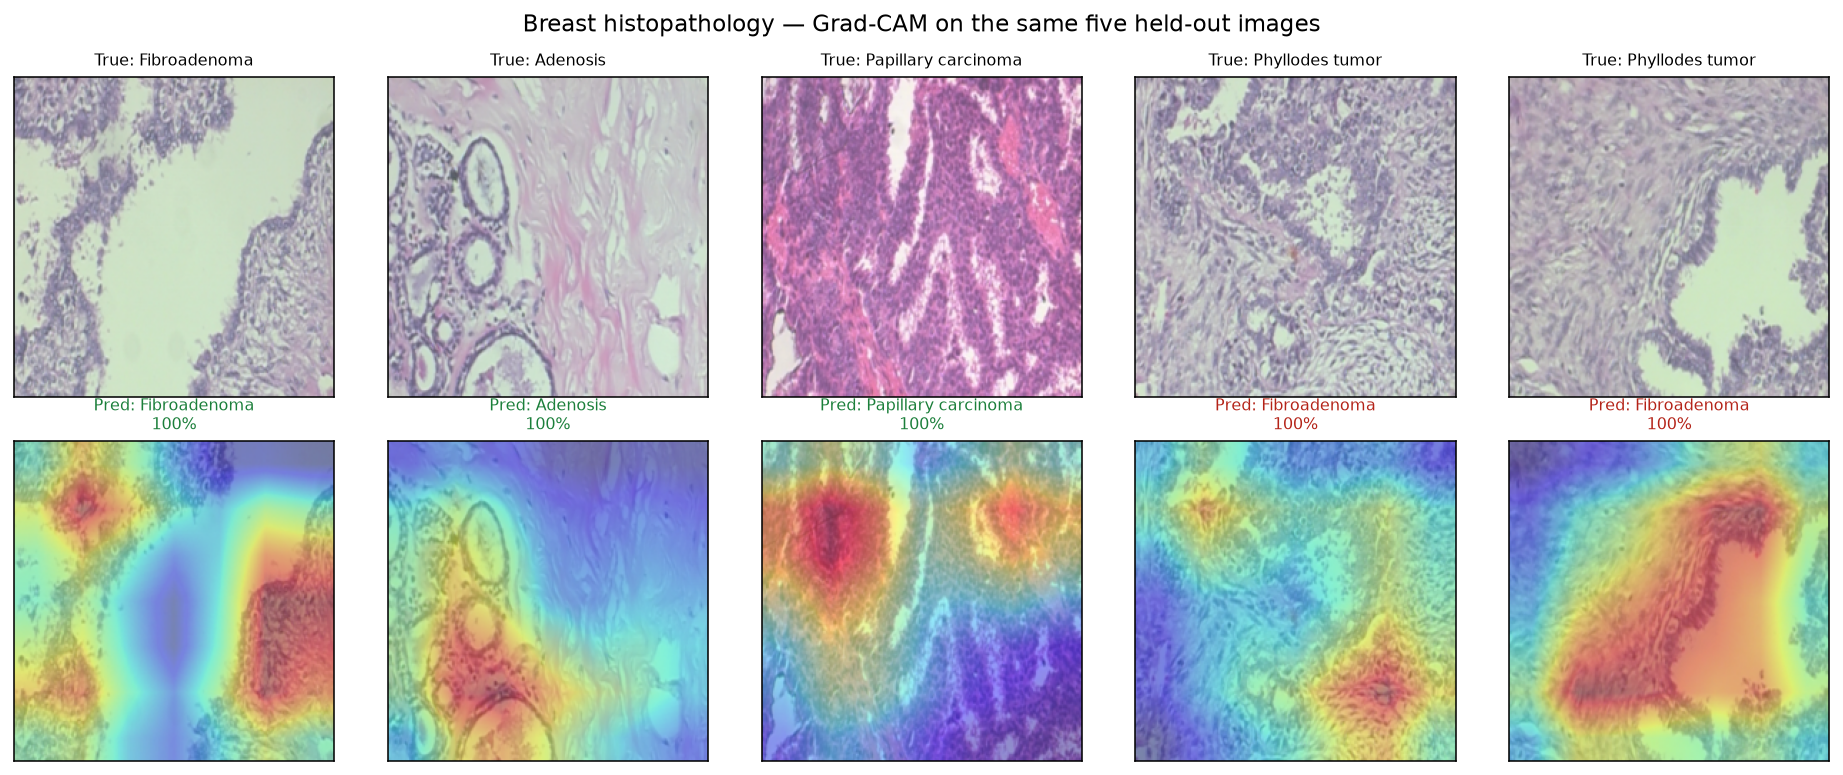 Breast histopathology — Grad-CAM on the same five held-out images
True: Fibroadenoma
True: Adenosis
True: Papillary carcinoma
True: Phyllodes tumor
True: Phyllodes tumor
Pred: Fibroadenoma
100%
Pred: Adenosis
100%
Pred: Papillary carcinoma
100%
Pred: Fibroadenoma
100%
Pred: Fibroadenoma
100%